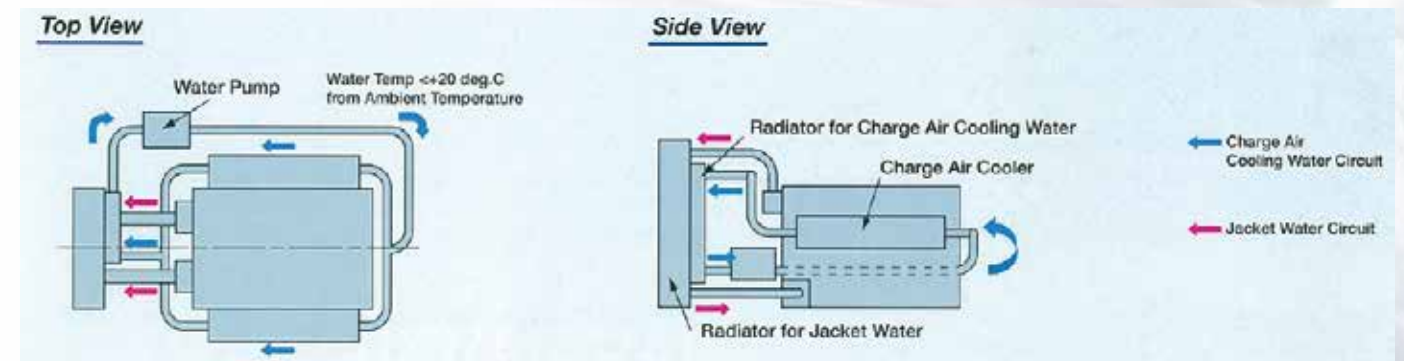 Top View
Water Pump
Water Temp <+20 deg.C
from Ambient Temperature
Side View
Radiator for Charge Air Cooling Water
Charge Air Cooler
Radiator for Jacket Water
Charge Air
Cooling Water Circuit
Jacket Water Circuit